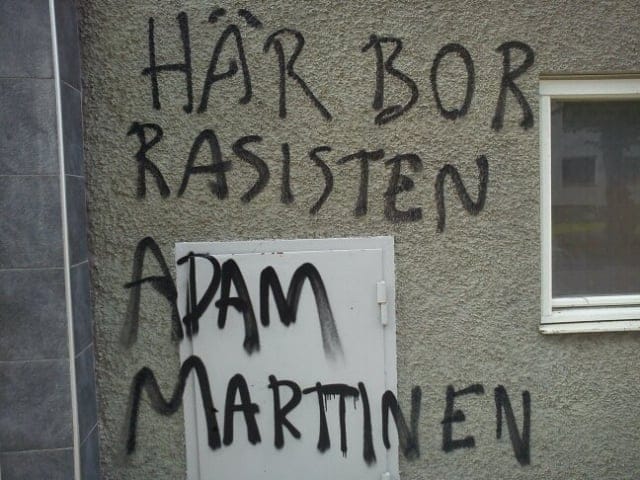 HÄR BOR
RASISTEN
ADAM
MARTTINEN